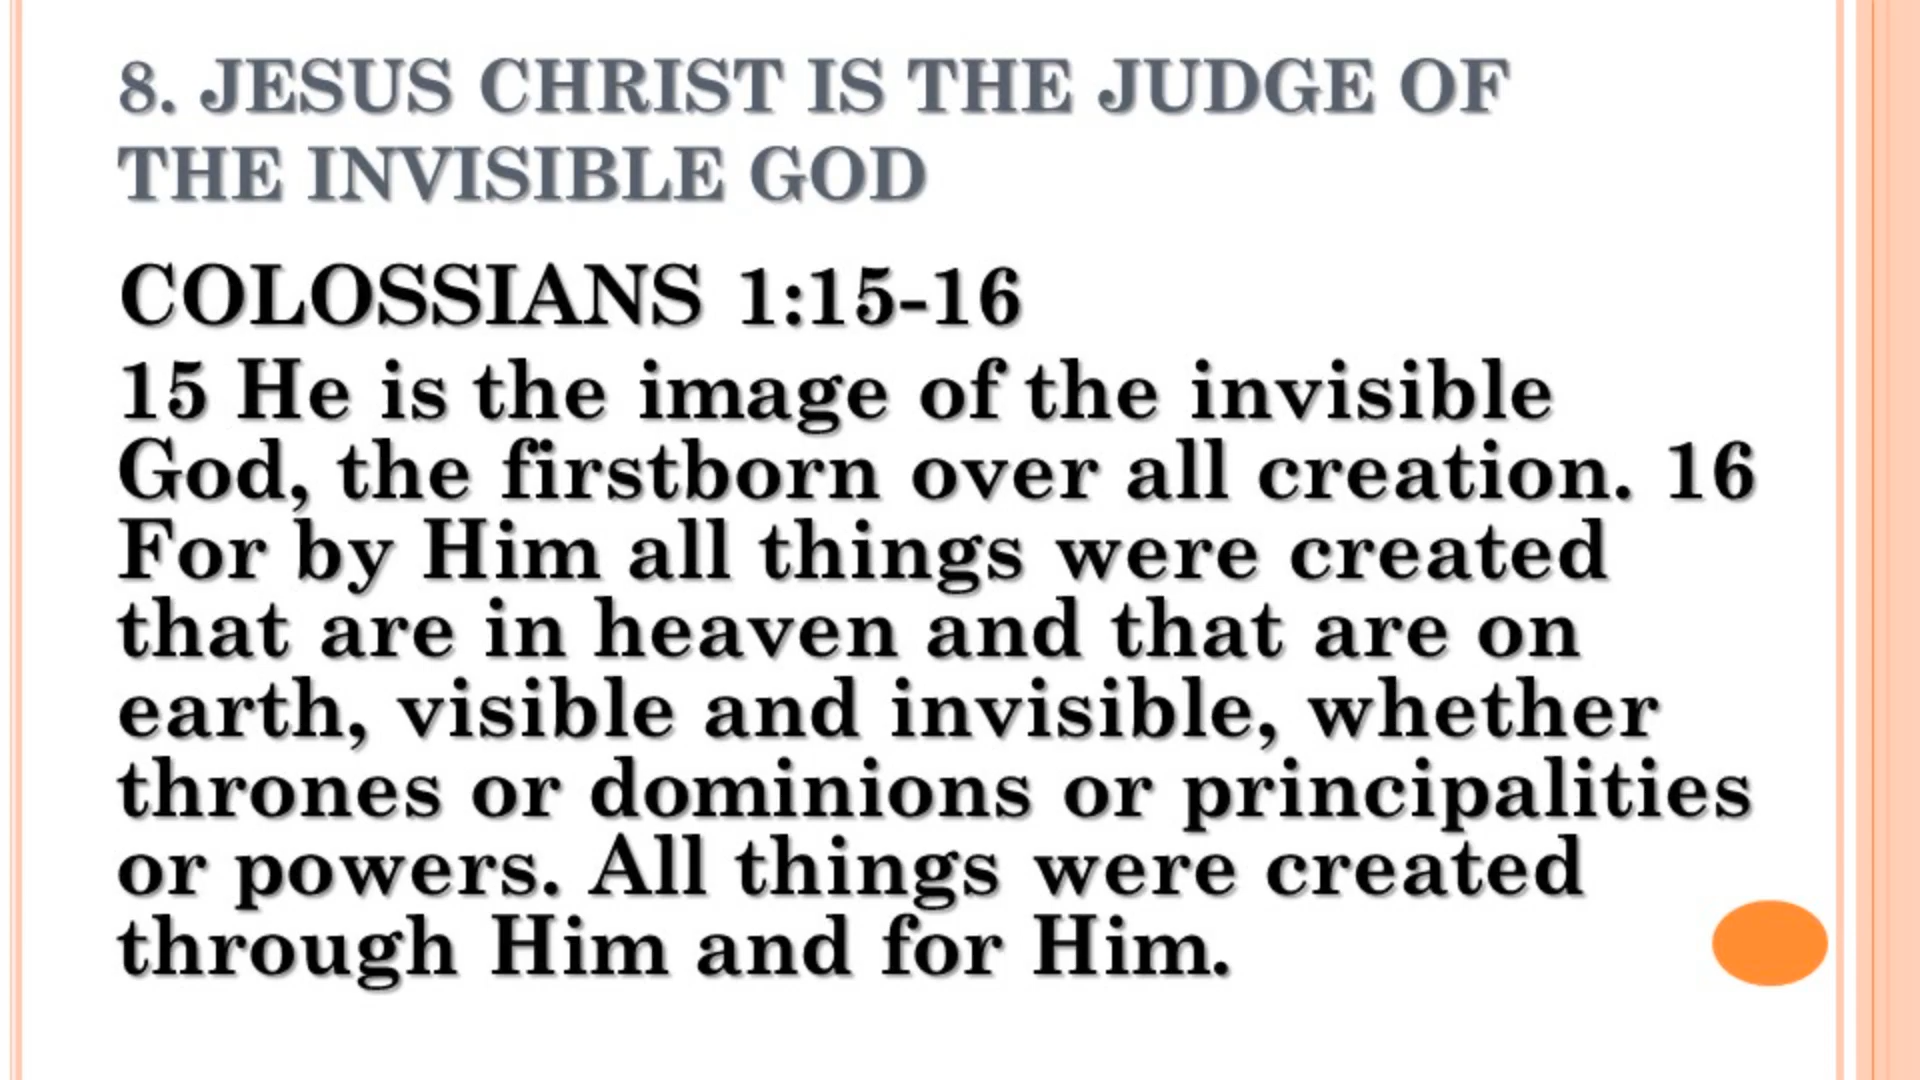 8. JESUS CHRIST IS THE JUDGE OF
THE INVISIBLE GOD
COLOSSIANS 1:15-16
15 He is the image of the invisible
God, the firstborn over all creation. 16
For by Him all things were created
that are in heaven and that are on
earth, visible and invisible, whether
thrones or dominions or principalities
or powers. All things were created
through Him and for Him.